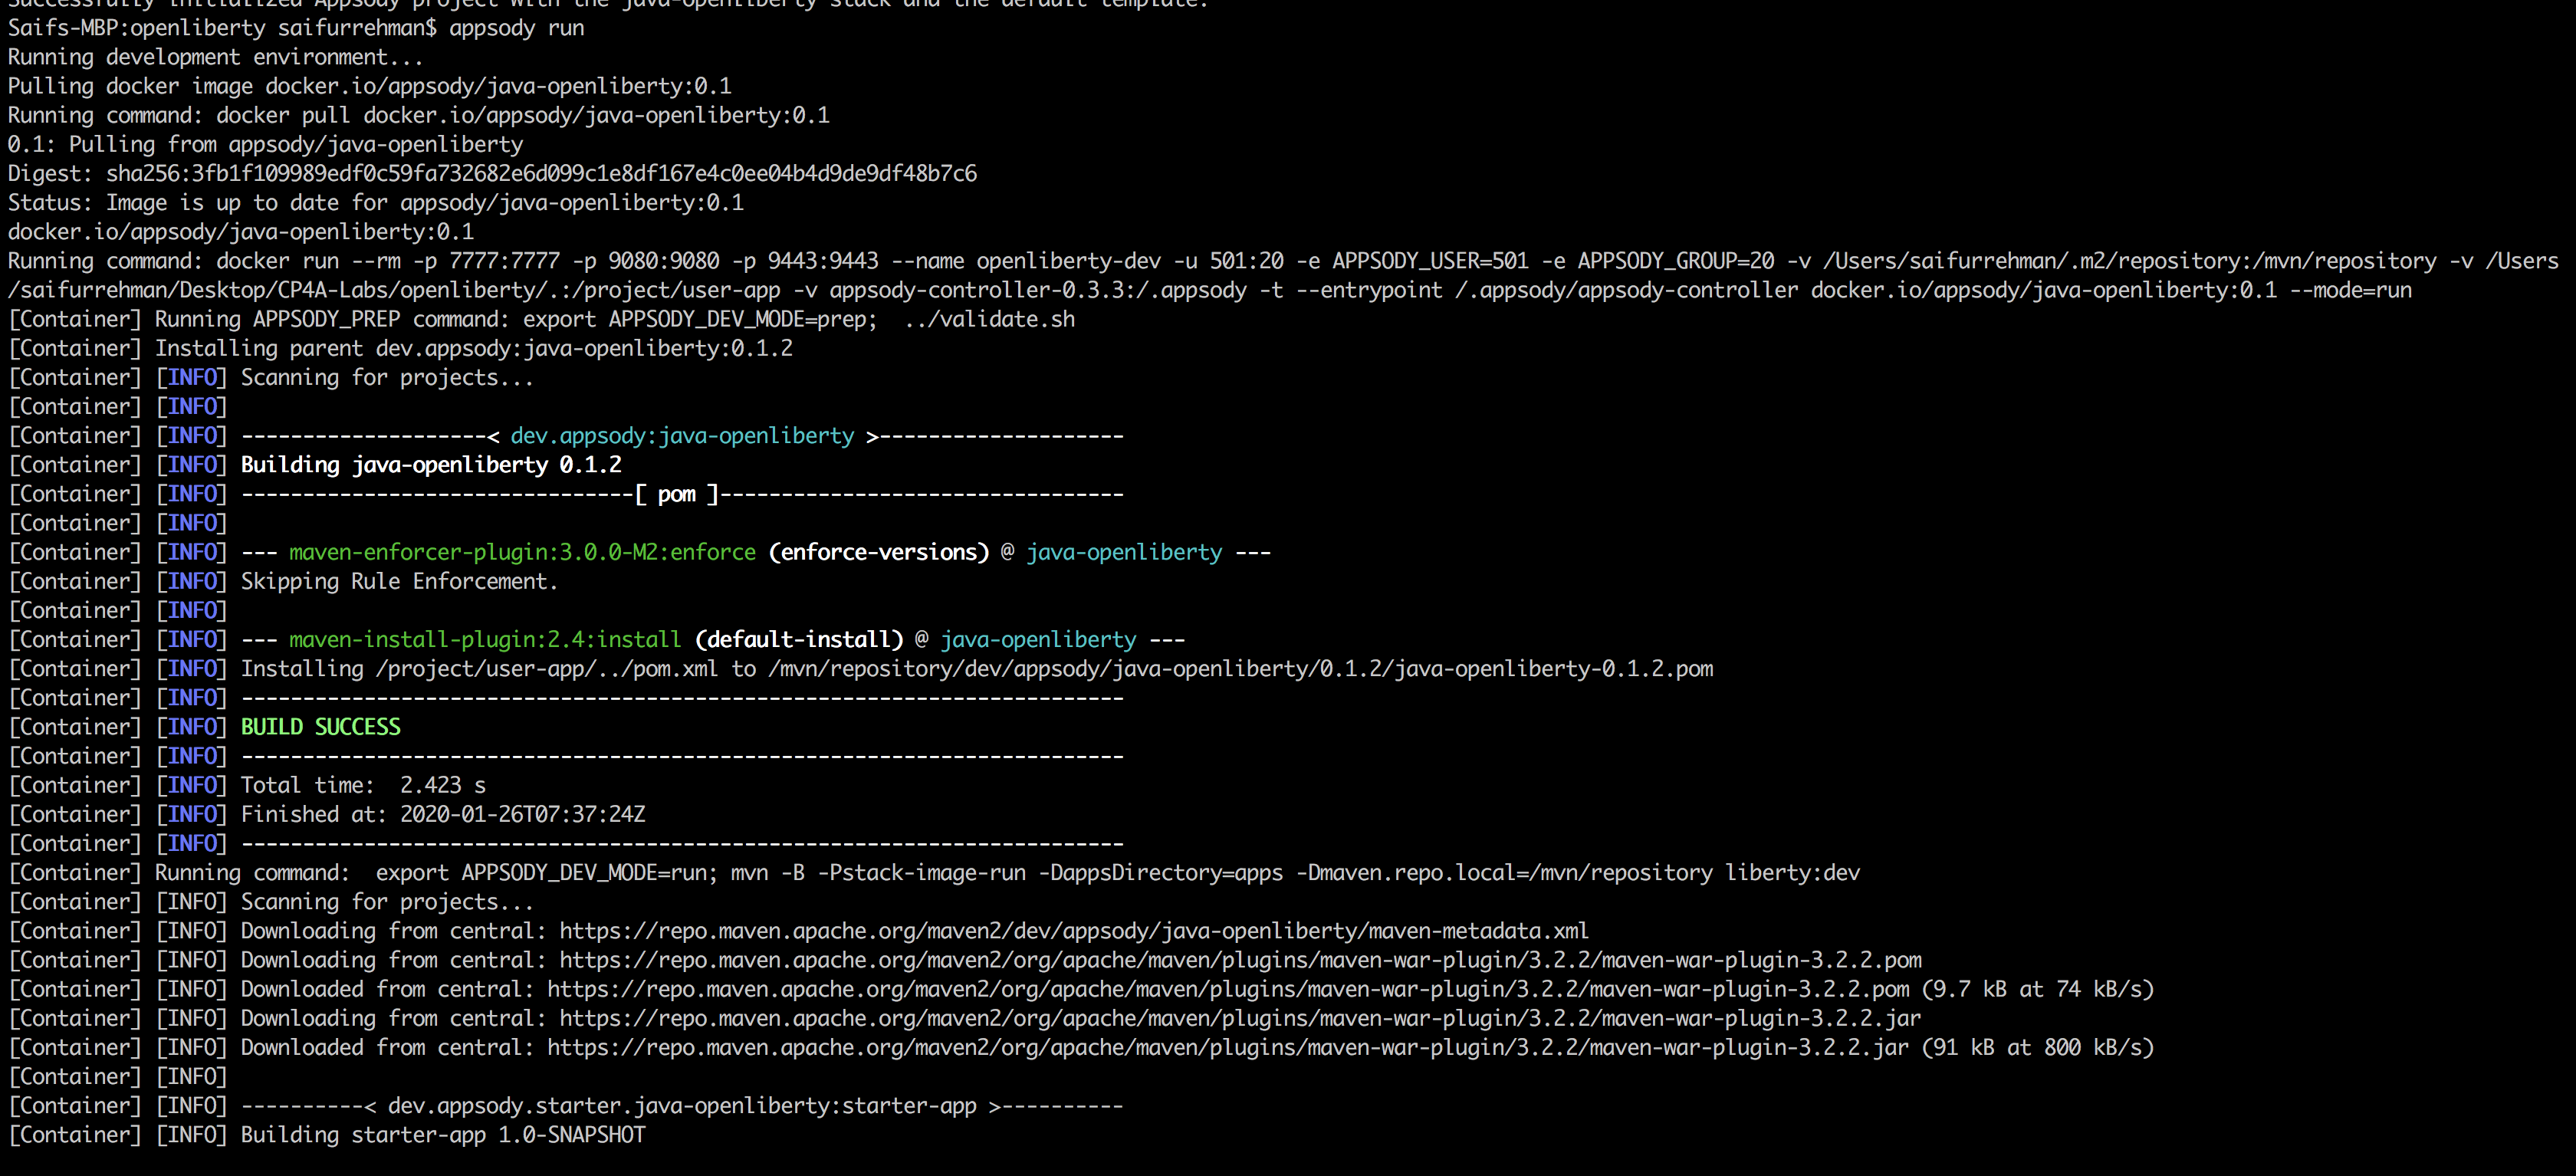 Successfully initialized Appsody project with the java-openliberty stack and the default template.
Saifs-MBP:openliberty saifurrehman$ appsody run
Running development environment...
Pulling docker image docker.io/appsody/java-openliberty:0.1
Running command: docker pull docker.io/appsody/java-openliberty:0.1
0.1: Pulling from appsody/java-openliberty
Digest: sha256:3fb1f109989edf0c59fa732682e6d099c1e8df167e4c0ee04b4d9de9df48b7c6
Status: Image is up to date for appsody/java-openliberty:0.1
docker.io/appsody/java-openliberty:0.1
Running command: docker run --rm -p 7777:7777 -p 9080:9080 -p 9443:9443 --name openliberty-dev -u 501:20 -e APPSODY_USER=501 -e APPSODY_GROUP=20 -v /Users/saifurrehman/.m2/repository:/mvn/repository -v /Users
/saifurrehman/Desktop/CP4A-Labs/openliberty/.:/project/user-app -v appsody-controller-0.3.3:/.appsody -t --entrypoint /.appsody/appsody-controller docker.io/appsody/java-openliberty:0.1 --mode=run
[Container] Running APPSODY_PREP command: export APPSODY_DEV_MODE=prep;  ../validate.sh
[Container] Installing parent dev.appsody:java-openliberty:0.1.2
[Container] [INFO] Scanning for projects...
[Container] [INFO]
[Container] [INFO] --------------------< dev.appsody:java-openliberty >--------------------
[Container] [INFO] Building java-openliberty 0.1.2
[Container] [INFO] --------------------------------[ pom ]---------------------------------
[Container] [INFO]
[Container] [INFO] --- maven-enforcer-plugin:3.0.0-M2:enforce (enforce-versions) @ java-openliberty ---
[Container] [INFO] Skipping Rule Enforcement.
[Container] [INFO]
[Container] [INFO] --- maven-install-plugin:2.4:install (default-install) @ java-openliberty ---
[Container] [INFO] Installing /project/user-app/../pom.xml to /mvn/repository/dev/appsody/java-openliberty/0.1.2/java-openliberty-0.1.2.pom
[Container] [INFO] ------------------------------------------------------------------------
[Container] [INFO] BUILD SUCCESS
[Container] [INFO] ------------------------------------------------------------------------
[Container] [INFO] Total time:  2.423 s
[Container] [INFO] Finished at: 2020-01-26T07:37:24Z
[Container] [INFO] ------------------------------------------------------------------------
[Container] Running command:  export APPSODY_DEV_MODE=run; mvn -B -Pstack-image-run -DappsDirectory=apps -Dmaven.repo.local=/mvn/repository liberty:dev
[Container] [INFO] Scanning for projects...
[Container] [INFO] Downloading from central: https://repo.maven.apache.org/maven2/dev/appsody/java-openliberty/maven-metadata.xml
[Container] [INFO] Downloading from central: https://repo.maven.apache.org/maven2/org/apache/maven/plugins/maven-war-plugin/3.2.2/maven-war-plugin-3.2.2.pom
[Container] [INFO] Downloaded from central: https://repo.maven.apache.org/maven2/org/apache/maven/plugins/maven-war-plugin/3.2.2/maven-war-plugin-3.2.2.pom (9.7 kB at 74 kB/s)
[Container] [INFO] Downloading from central: https://repo.maven.apache.org/maven2/org/apache/maven/plugins/maven-war-plugin/3.2.2/maven-war-plugin-3.2.2.jar
[Container] [INFO] Downloaded from central: https://repo.maven.apache.org/maven2/org/apache/maven/plugins/maven-war-plugin/3.2.2/maven-war-plugin-3.2.2.jar (91 kB at 800 kB/s)
[Container] [INFO]
[Container] [INFO] ----------< dev.appsody.starter.java-openliberty:starter-app >----------
[Container] [INFO] Building starter-app 1.0-SNAPSHOT